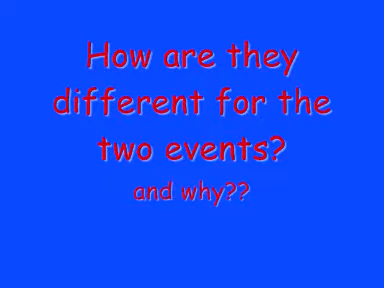 How are they
different for the
two events?
and why??